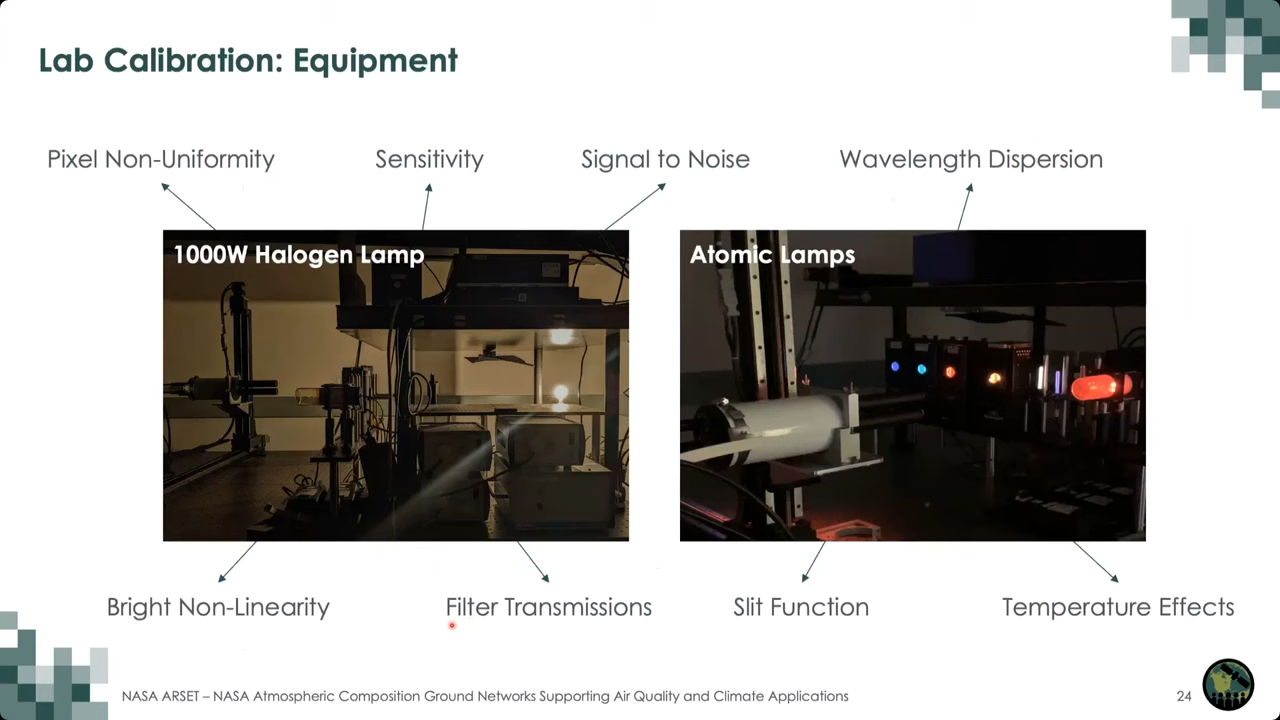 Lab Calibration: Equipment
Pixel Non-Uniformity
Sensitivity
Signal to Noise
Wavelength Dispersion
1000W Halogen Lamp
Atomic Lamps
Bright Non-Linearity
Filter Transmissions
Slit Function
Temperature Effects
NASA ARSET – NASA Atmospheric Composition Ground Networks Supporting Air Quality and Climate Applications
24